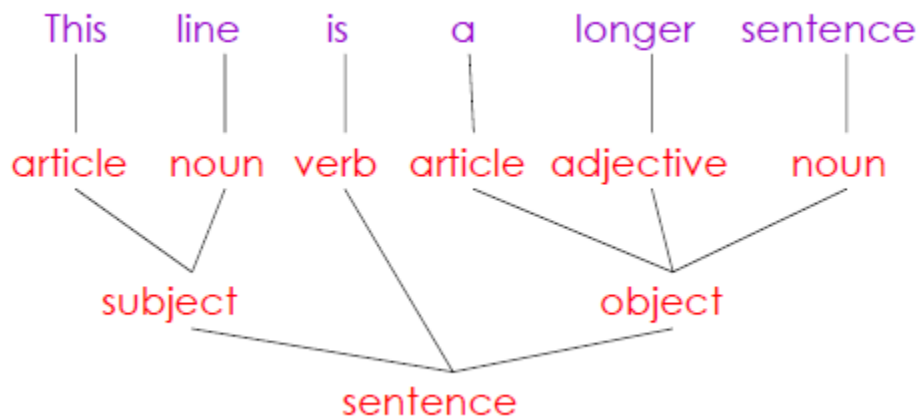 This line is a longer sentence
article noun verb article adjective noun
subject object
sentence